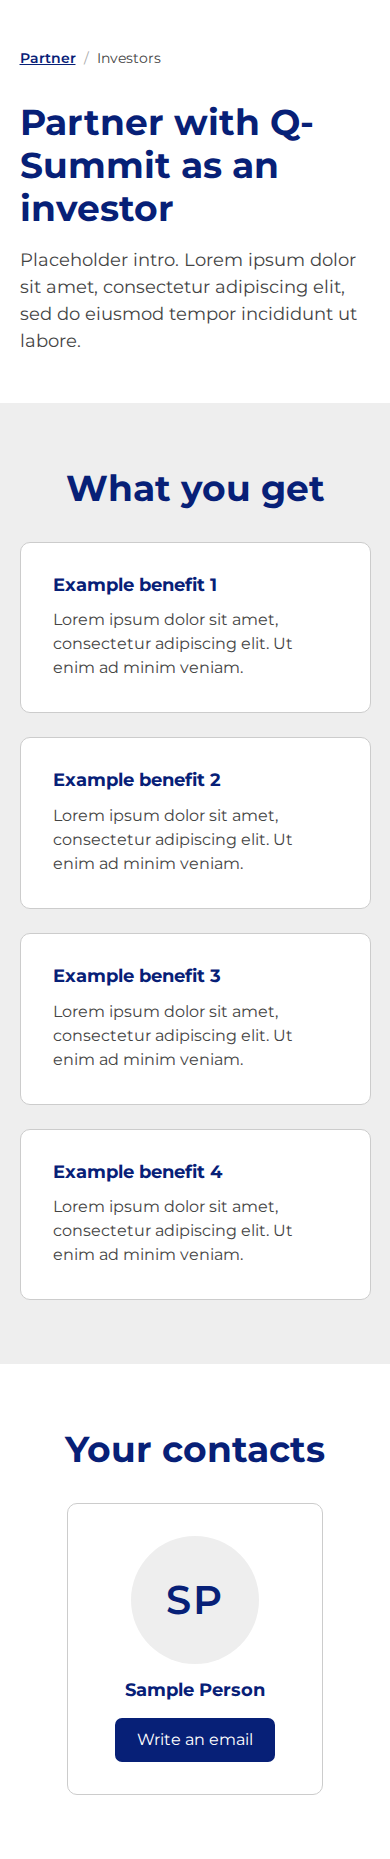 Partner / Investors
Partner with Q-
Summit as an
investor
Placeholder intro. Lorem ipsum dolor
sit amet, consectetur adipiscing elit,
sed do eiusmod tempor incididunt ut
labore.
What you get
Example benefit 1
Lorem ipsum dolor sit amet,
consectetur adipiscing elit. Ut
enim ad minim veniam.
Example benefit 2
Lorem ipsum dolor sit amet,
consectetur adipiscing elit. Ut
enim ad minim veniam.
Example benefit 3
Lorem ipsum dolor sit amet,
consectetur adipiscing elit. Ut
enim ad minim veniam.
Example benefit 4
Lorem ipsum dolor sit amet,
consectetur adipiscing elit. Ut
enim ad minim veniam.
Your contacts
SP
Sample Person
Write an email